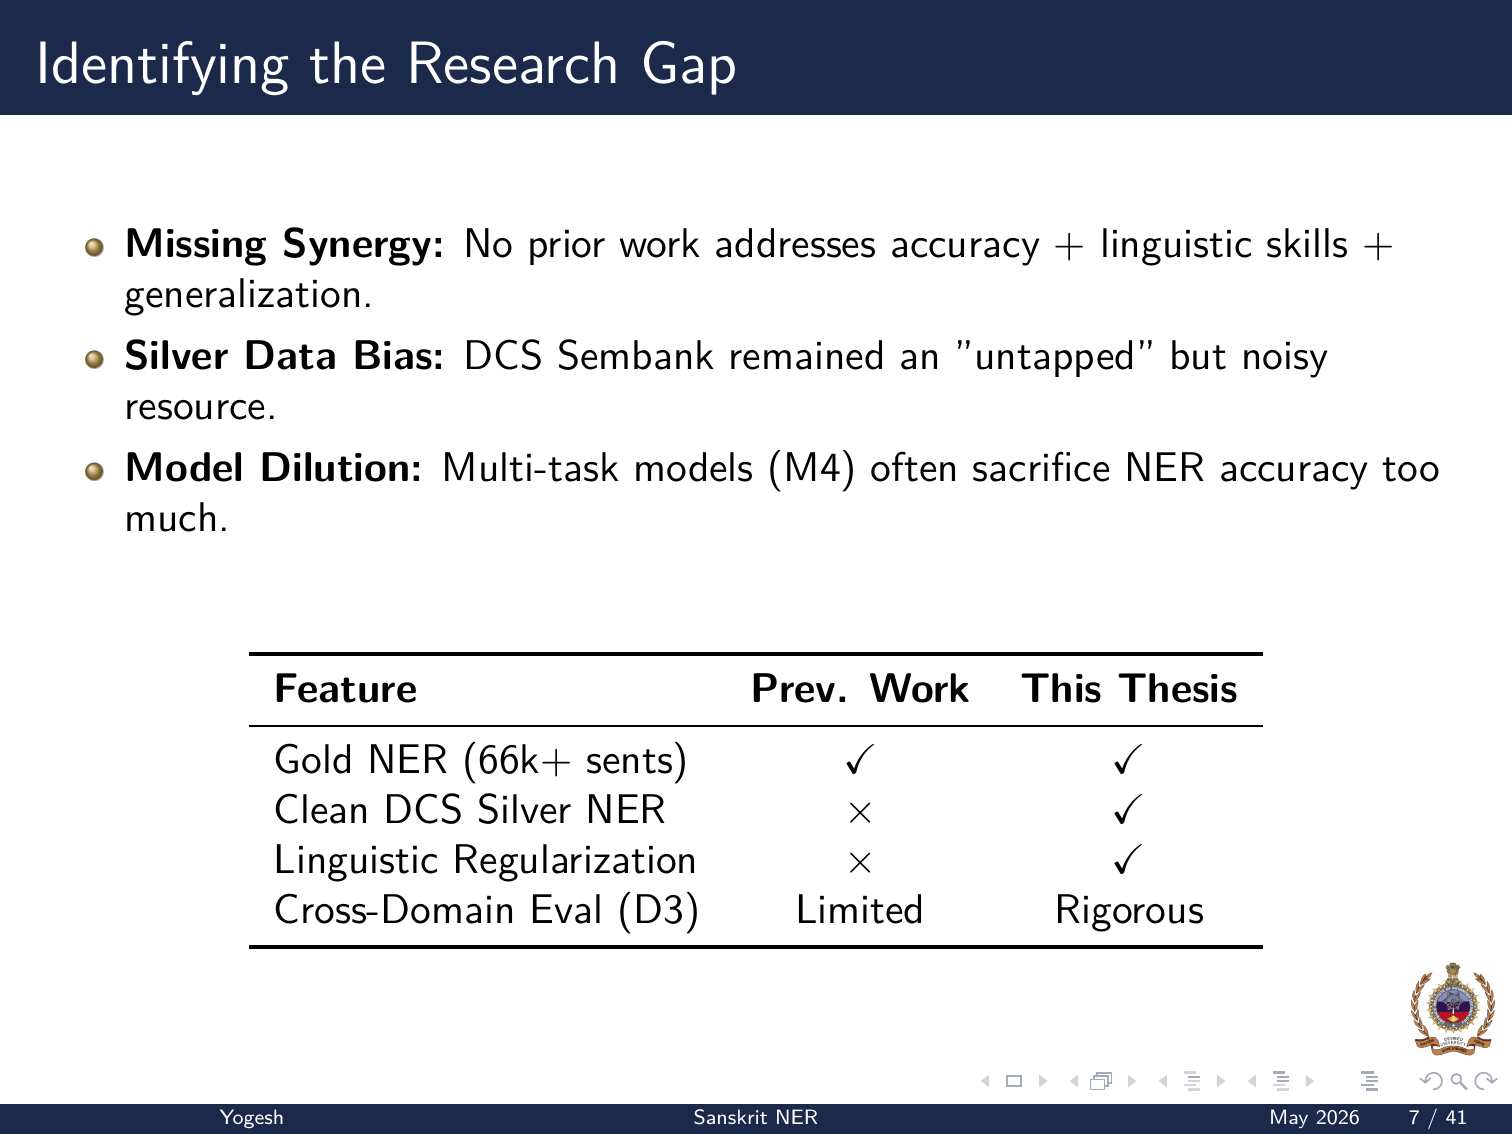 Identifying the Research Gap
Missing Synergy: No prior work addresses accuracy + linguistic skills +
generalization.
Silver Data Bias: DCS Sembank remained an ”untapped” but noisy
resource.
Model Dilution: Multi-task models (M4) often sacrifice NER accuracy too
much.
Feature Prev. Work This Thesis
Gold NER (66k+ sents) ✓ ✓
Clean DCS Silver NER × ✓
Linguistic Regularization × ✓
Cross-Domain Eval (D3) Limited Rigorous
Yogesh Sanskrit NER May 2026 7 / 41